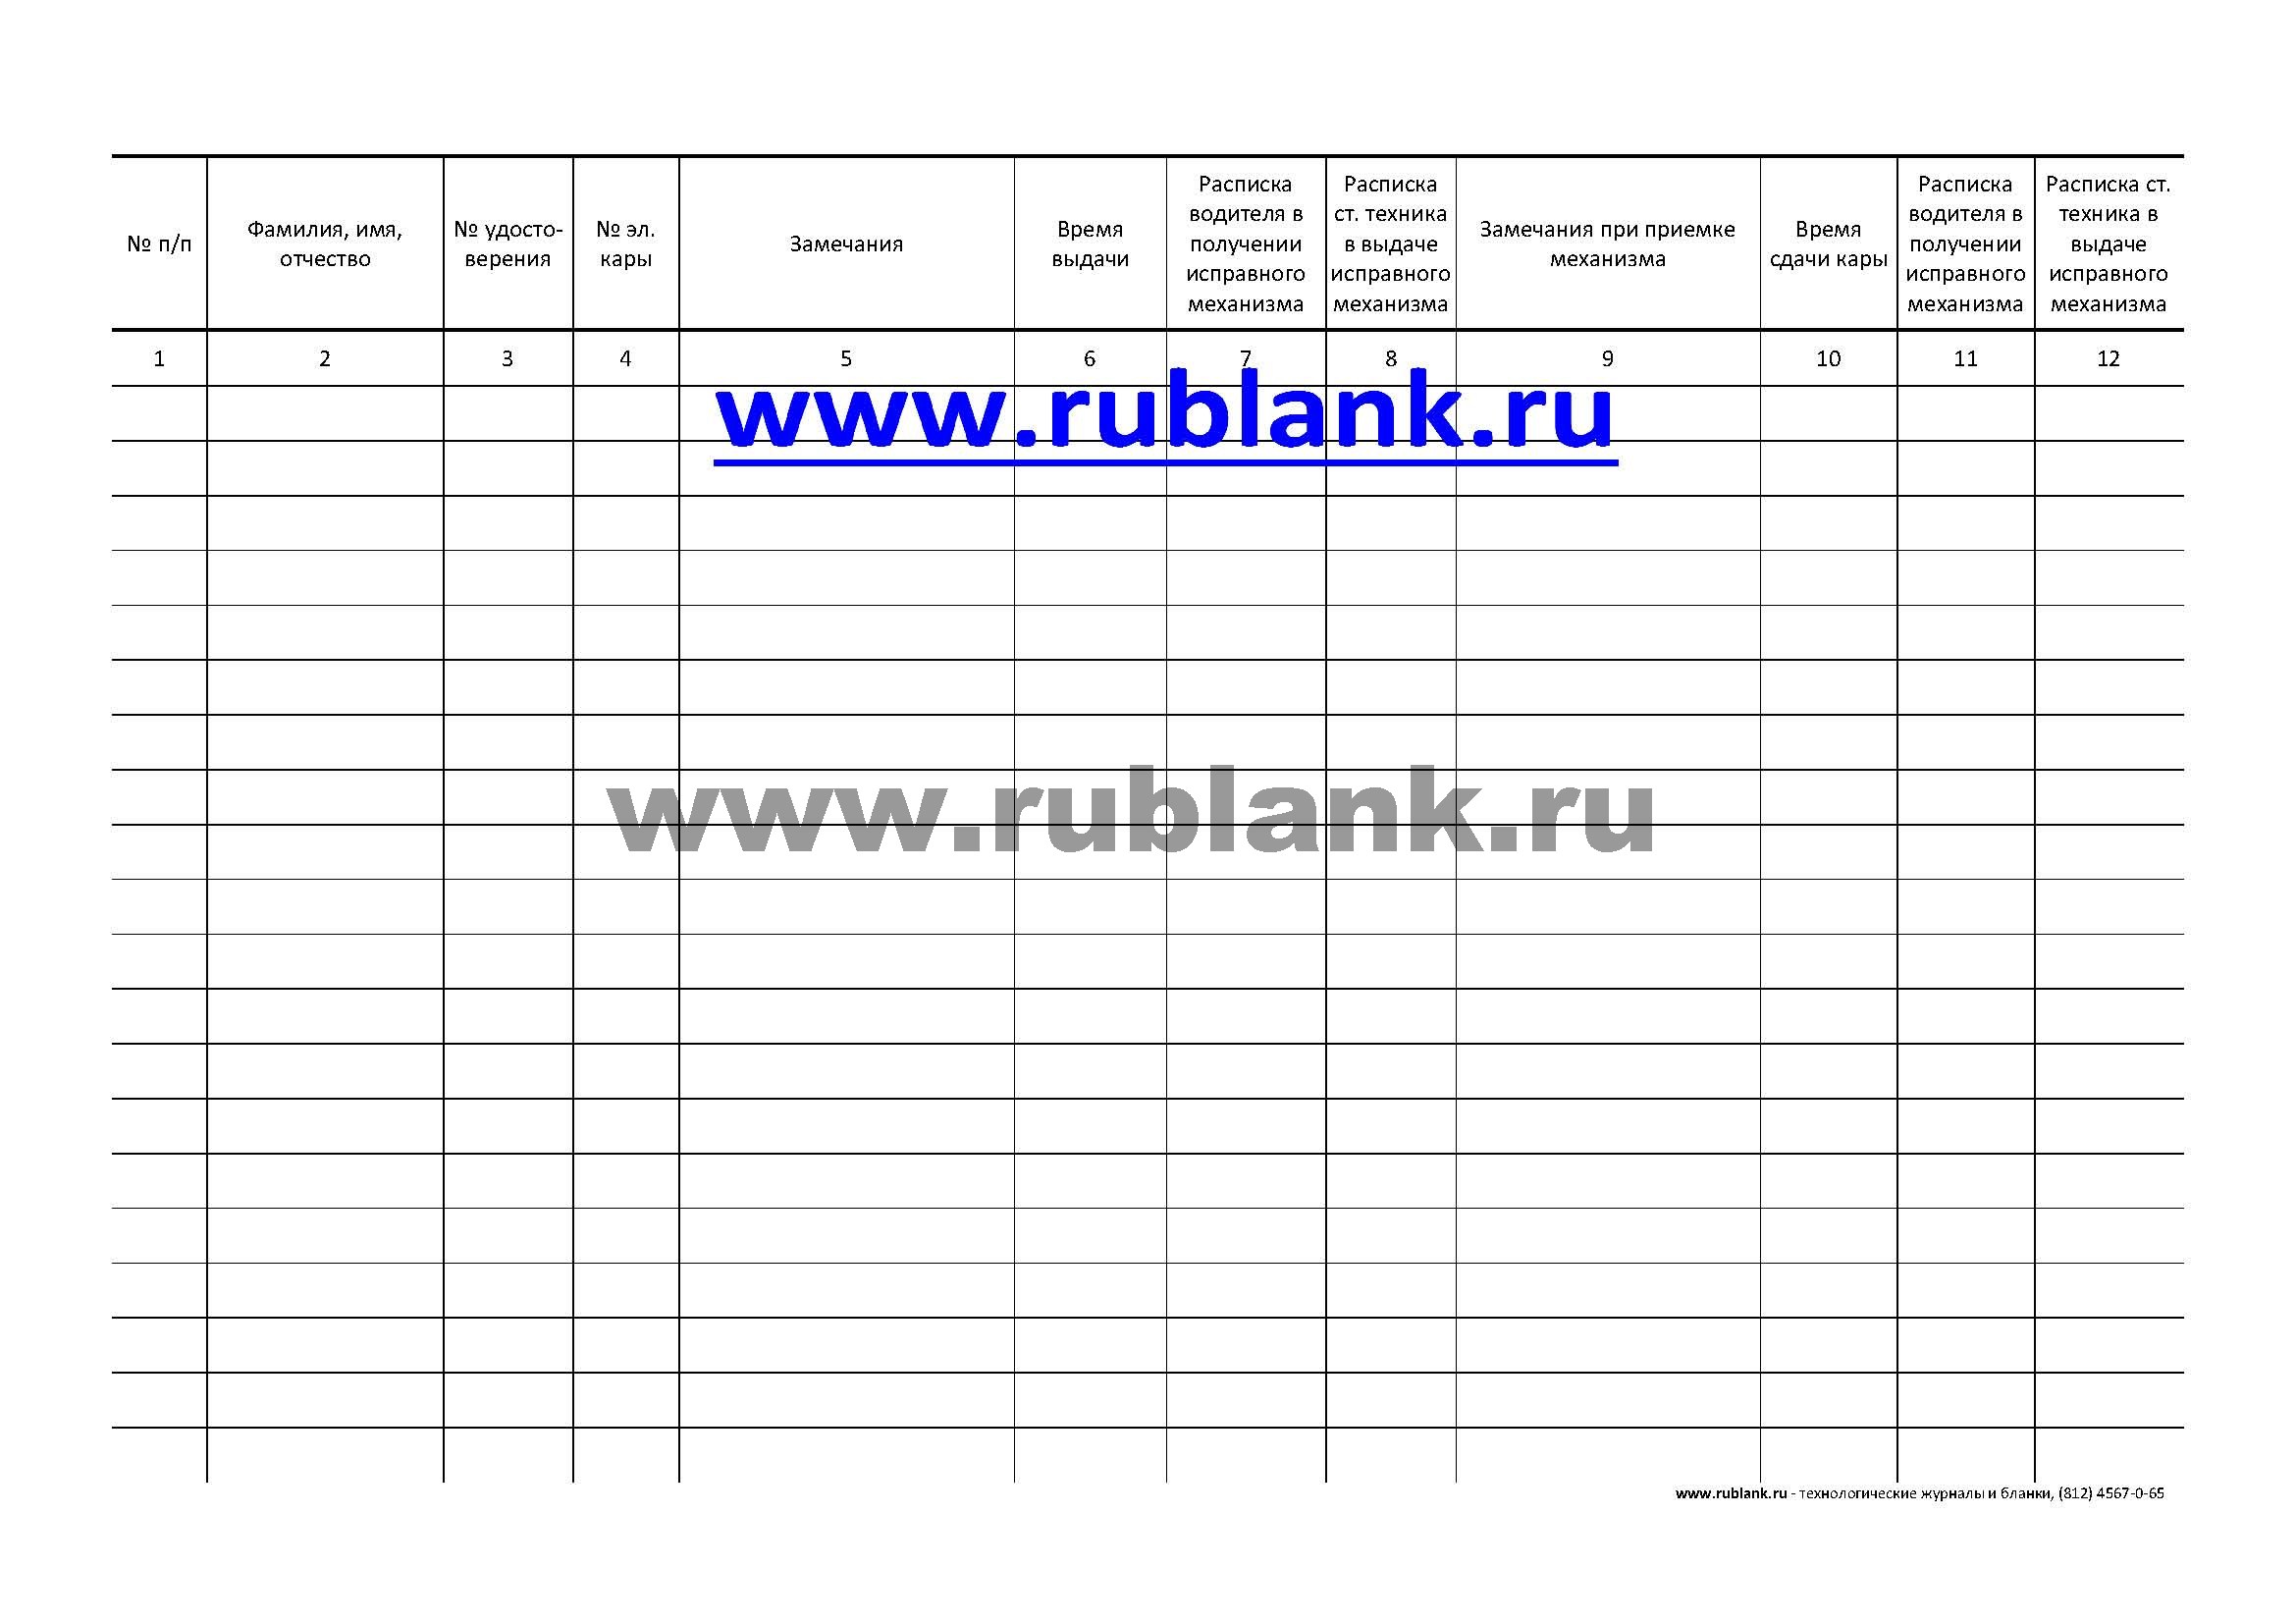 № п/п
Фамилия, имя,
отчество
№ удосто-
верения
№ эл.
кары
Замечания
Время
выдачи
Расписка
водителя в
получении
исправного
механизма
Расписка
ст. техника
в выдаче
исправного
механизма
Замечания при приемке
механизма
Время
сдачи кары
Расписка
водителя в
получении
исправного
механизма
Расписка ст.
техника в
выдаче
исправного
механизма
1 2 3 4 5 6 7 8 9 10 11 12
www.rublank.ru
www.rublank.ru
www.rublank.ru - технологические журналы и бланки, (812) 4567-0-65